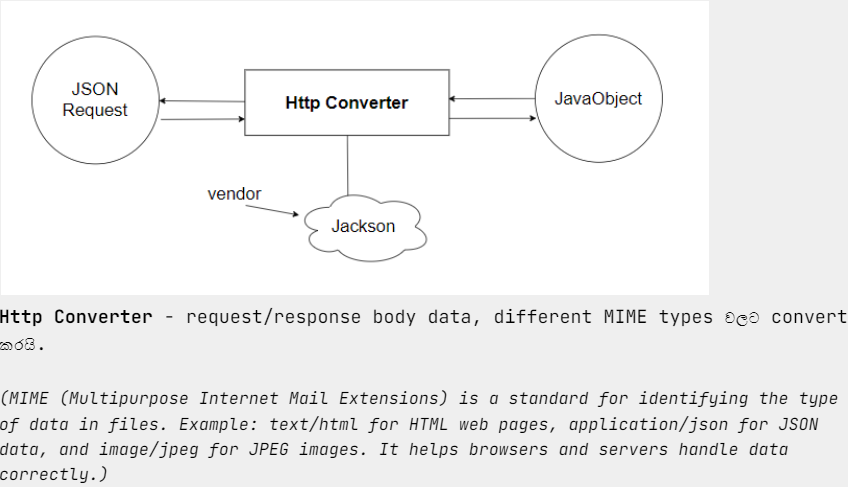 JSON
Request
Http Converter
JavaObject
vendor
Jackson
Http Converter - request/response body data, different MIME types වලට convert
කරයි.
(MIME (Multipurpose Internet Mail Extensions) is a standard for identifying the type
of data in files. Example: text/html for HTML web pages, application/json for JSON
data, and image/jpeg for JPEG images. It helps browsers and servers handle data
correctly.)